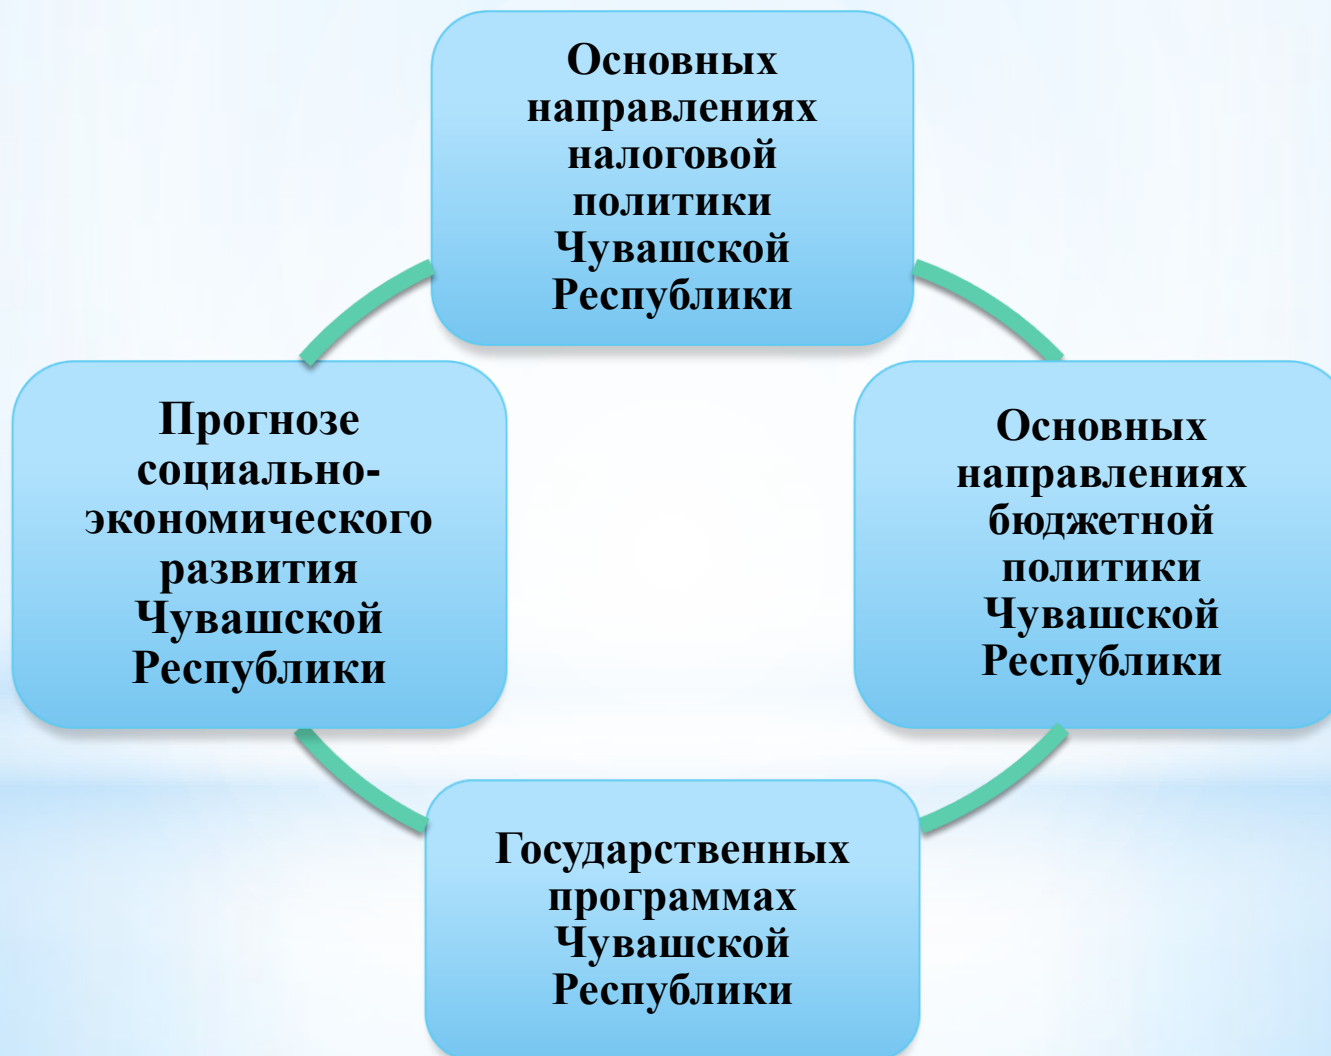 Основных
направлениях
налоговой
политики
Чувашской
Республики
Прогнозе
социально-
экономического
развития
Чувашской
Республики
Основных
направлениях
бюджетной
политики
Чувашской
Республики
Государственных
программах
Чувашской
Республики